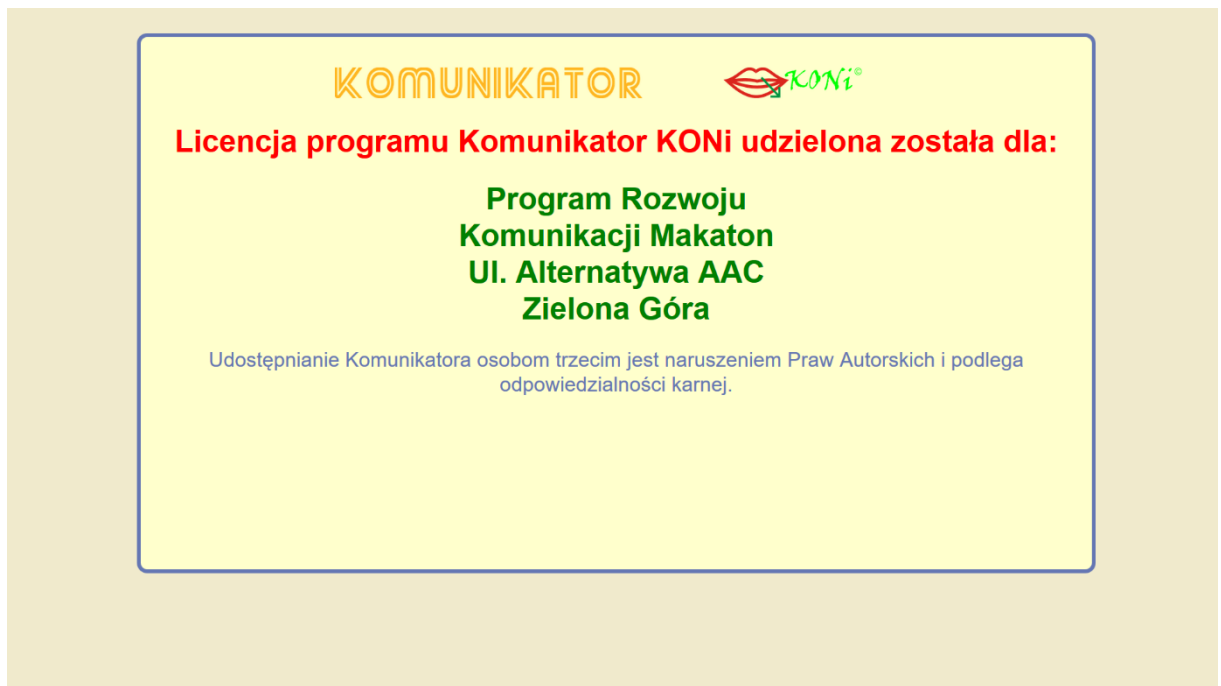 KOMUNIKATOR KONi©
Licencja programu Komunikator KONi udzielona została dla:
Program Rozwoju
Komunikacji Makaton
Ul. Alternatywa AAC
Zielona Góra
Udostępnianie Komunikatora osobom trzecim jest naruszeniem Praw Autorskich i podlega
odpowiedzialności karnej.